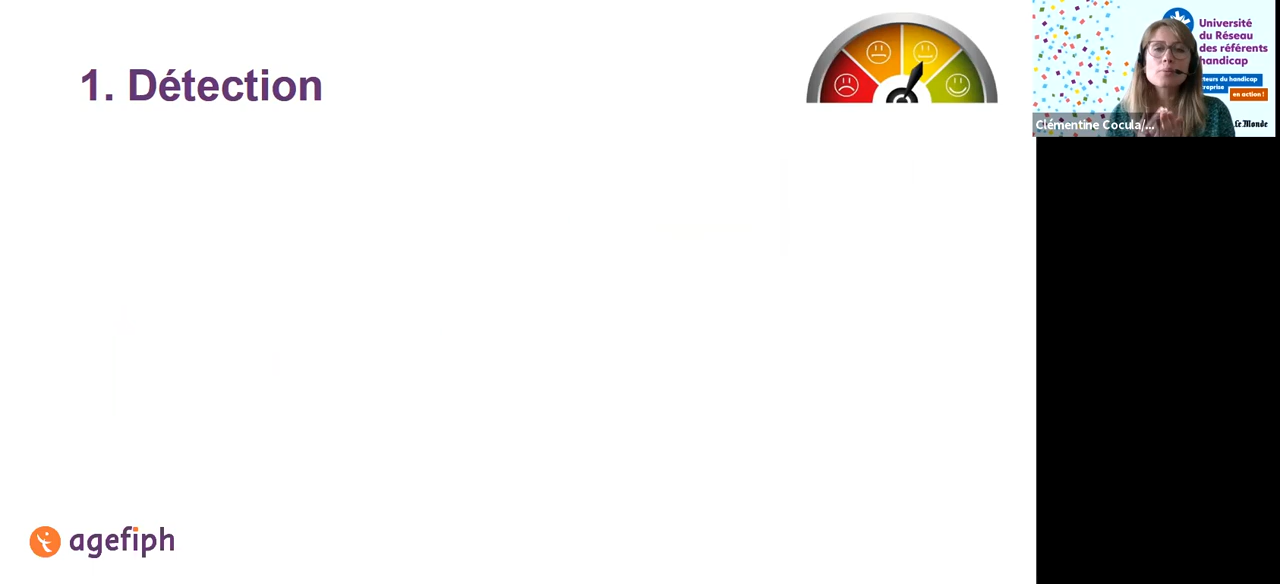 1. Détection
Université
du Réseau
des référents
handicap
en action !
Clémentine Cocula/...
Le Monde
agefiph